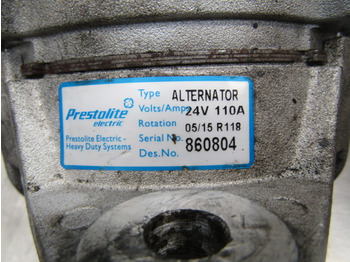 Prestolite
electric
Prestolite Electric -
Heavy Duty Systems
Type ALTERNATOR
Volts/Amp 24V 110A
Rotation 05/15 R118
Serial No.
Des.No. 860804